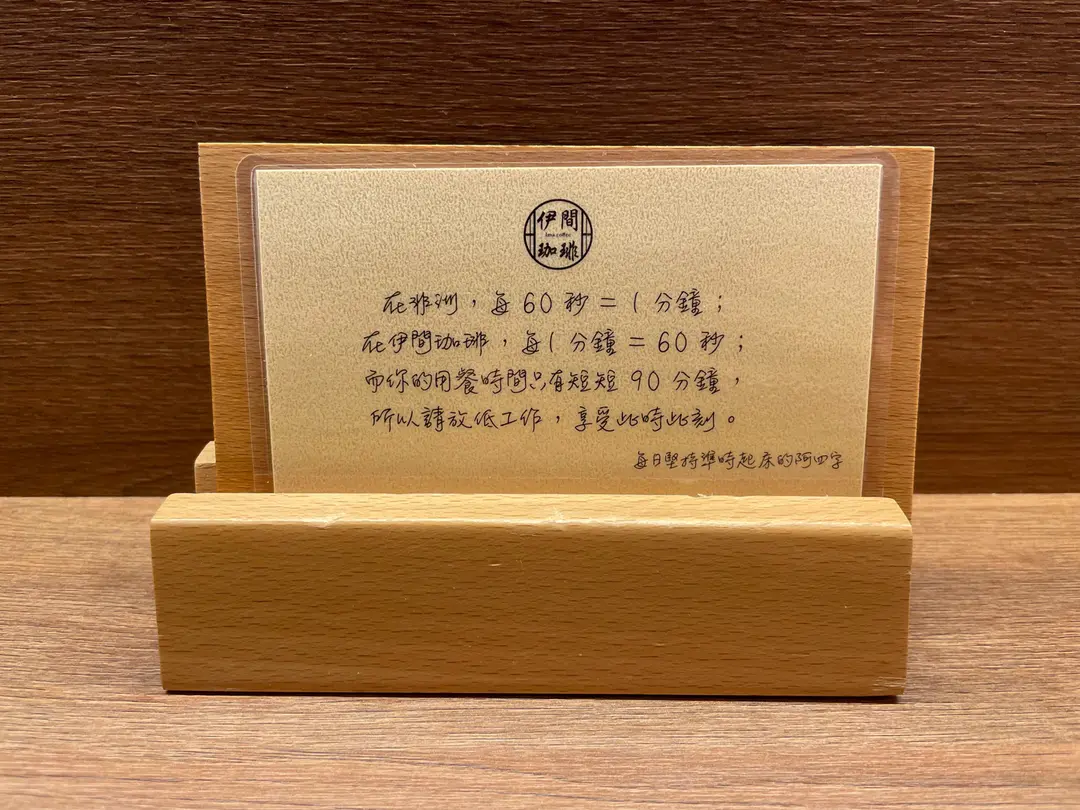 伊間
ima coffee
珈琲
在非洲，每60秒=1分鐘；
在伊間珈琲，每1分鐘=60秒；
而你的用餐時間只有短短90分鐘，
所以請放低工作，享受此時此刻。
每日堅持準時起床的阿四字